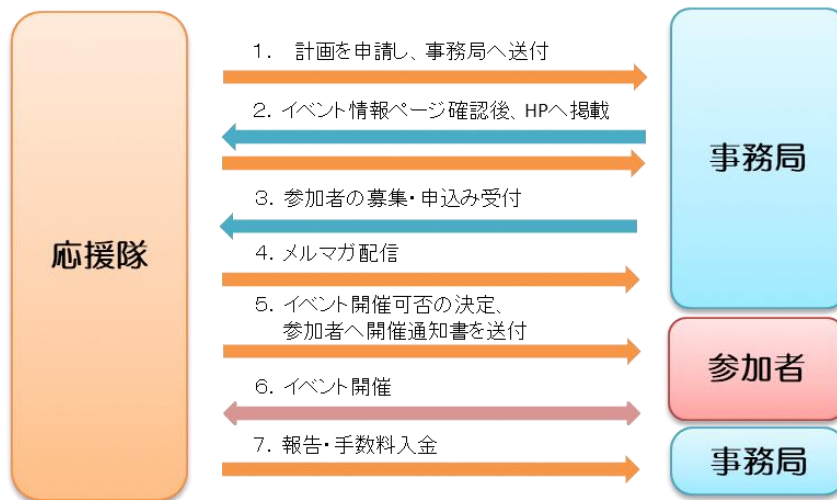 1.　計画を申請し、事務局へ送付
2．イベント情報ページ確認後、HPへ掲載
事務局
3．参加者の募集・申込み受付
応援隊
4．メルマガ配信
5．イベント開催可否の決定、
参加者へ開催通知書を送付
参加者
6．イベント開催
7．報告・手数料入金
事務局